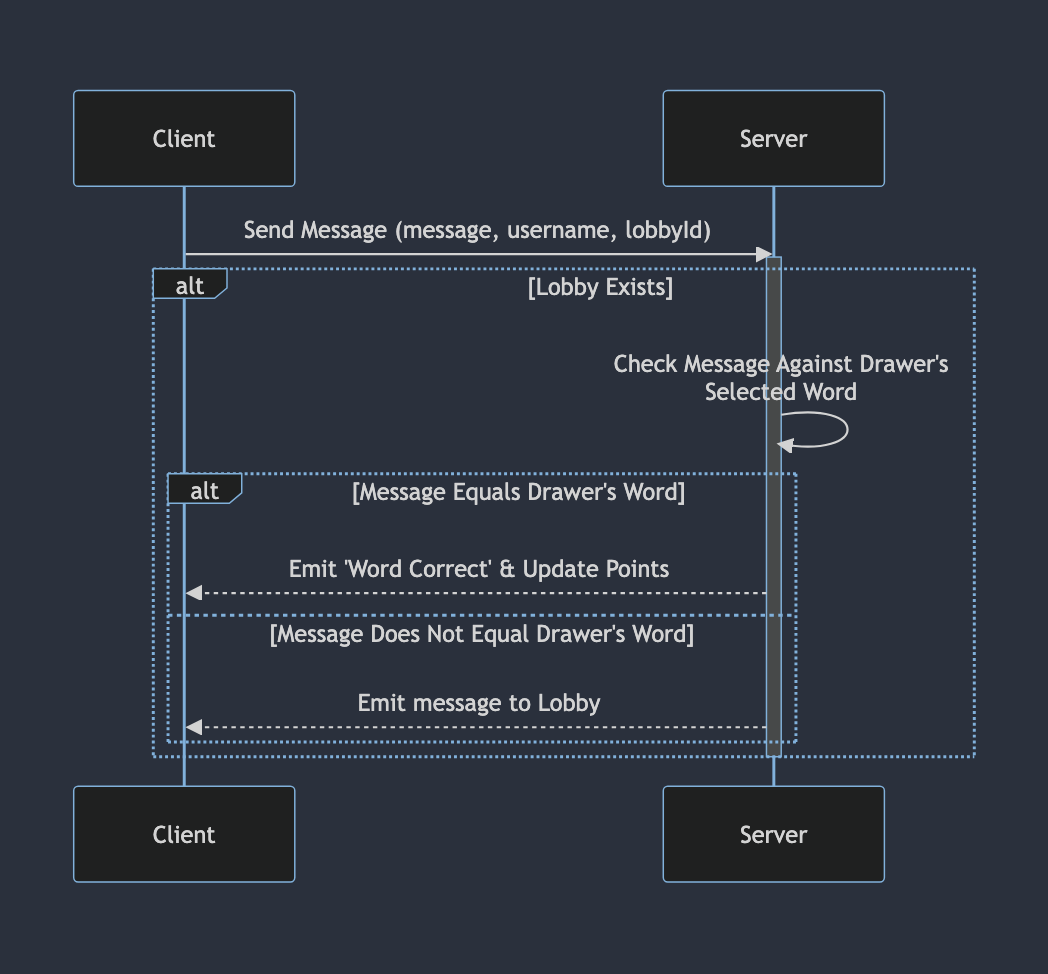 Client
Server
Send Message (message, username, lobbyId)
alt
[Lobby Exists]
Check Message Against Drawer's
Selected Word
alt
[Message Equals Drawer's Word]
Emit 'Word Correct' & Update Points
[Message Does Not Equal Drawer's Word]
Emit message to Lobby
Client
Server